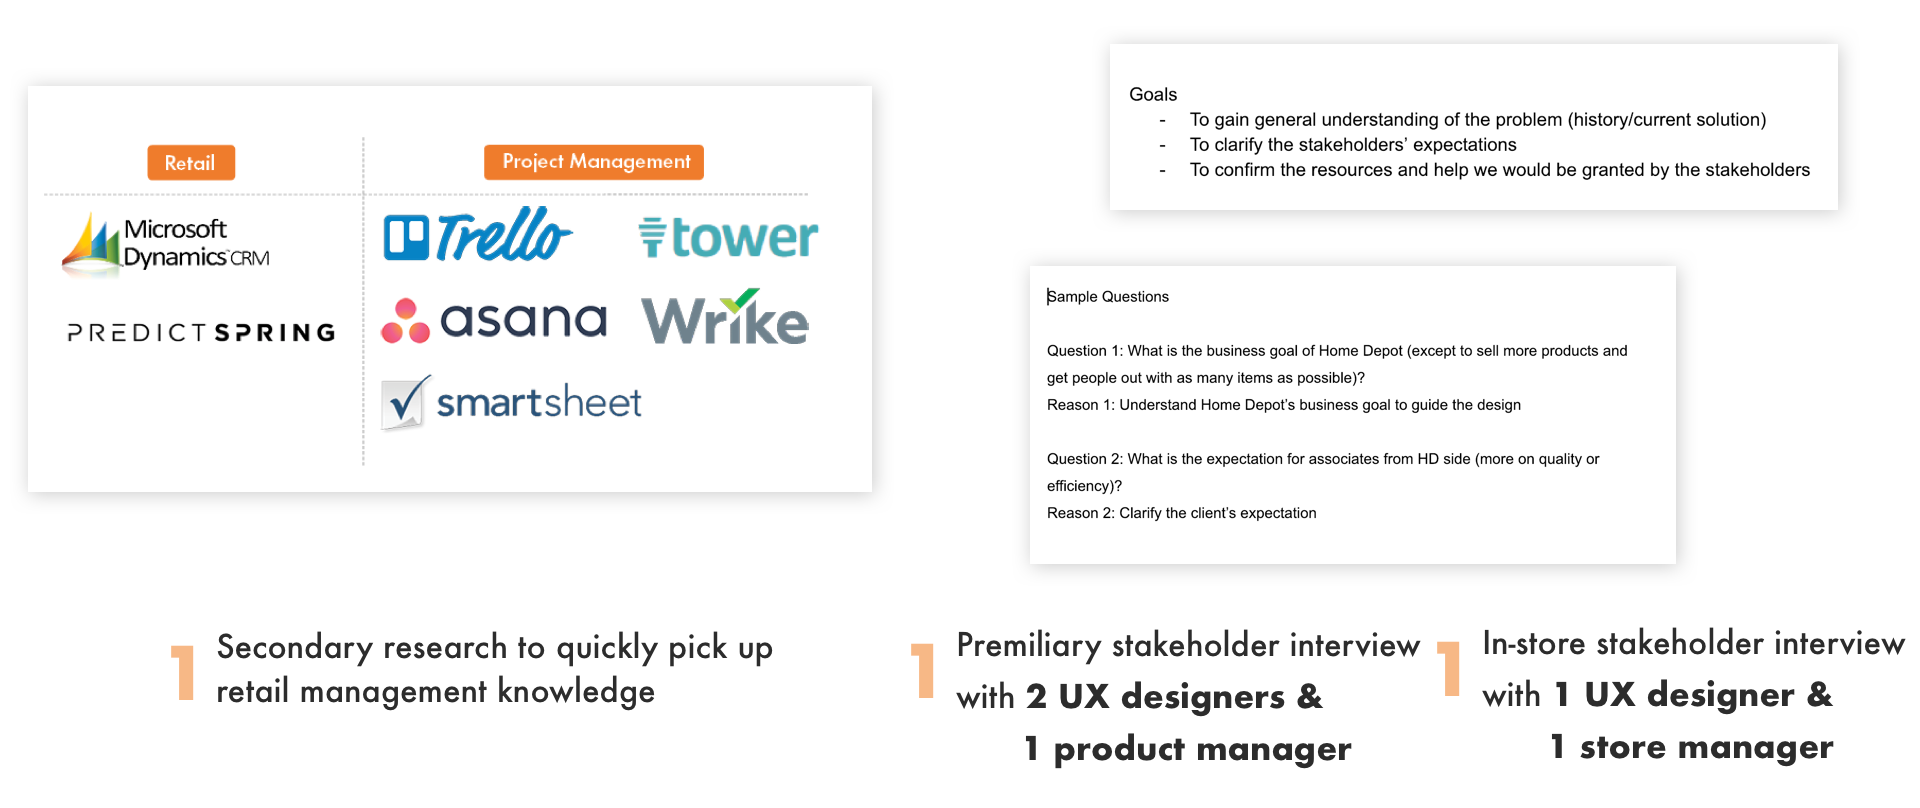 Retail
Project Management
Microsoft
Dynamics™CRM
PREDICTSPRING
Trello
tower
asana
Wrike
smartsheet
Goals
- To gain general understanding of the problem (history/current solution)
- To clarify the stakeholders’ expectations
- To confirm the resources and help we would be granted by the stakeholders
Sample Questions
Question 1: What is the business goal of Home Depot (except to sell more products and
get people out with as many items as possible)?
Reason 1: Understand Home Depot’s business goal to guide the design
Question 2: What is the expectation for associates from HD side (more on quality or
efficiency)?
Reason 2: Clarify the client’s expectation
1
Secondary research to quickly pick up
retail management knowledge
1
Premiliary stakeholder interview
with 2 UX designers &
1 product manager
1
In-store stakeholder interview
with 1 UX designer &
1 store manager